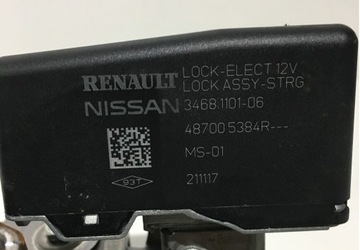 RENAULT LOCK-ELECT 12V
LOCK ASSY-STRG
NISSAN 3468.1101-06
487005384R---
MS-01
93T 211117